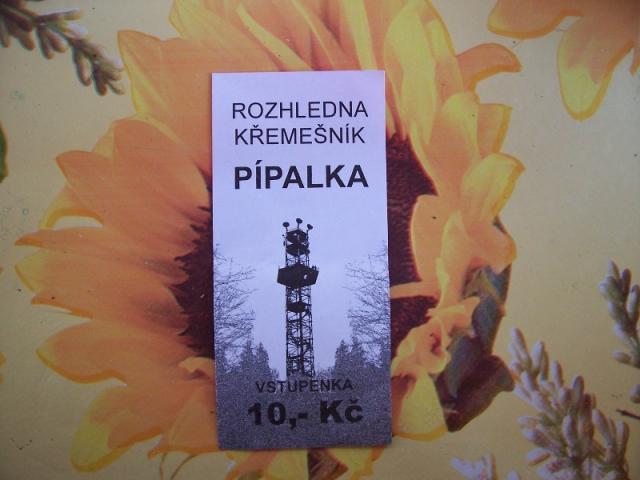 ROZHLEDNA
KŘEMEŠNÍK
PÍPALKA
VSTUPENKA
10,- Kč